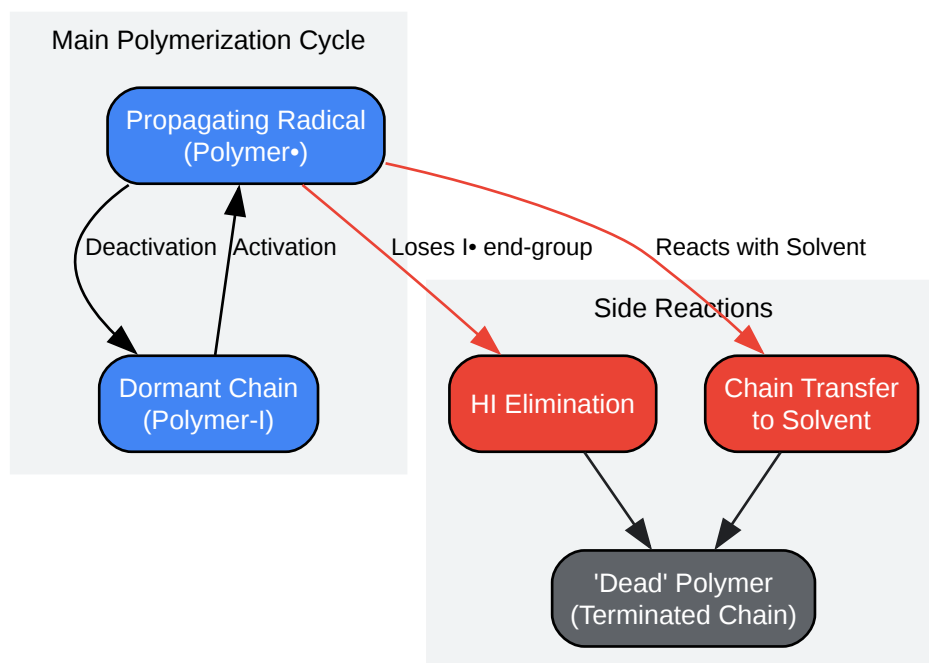 Main Polymerization Cycle
Propagating Radical
(Polymer•)
Deactivation
Activation
Loses I• end-group
Reacts with Solvent
Side Reactions
Dormant Chain
(Polymer-I)
HI Elimination
Chain Transfer
to Solvent
'Dead' Polymer
(Terminated Chain)